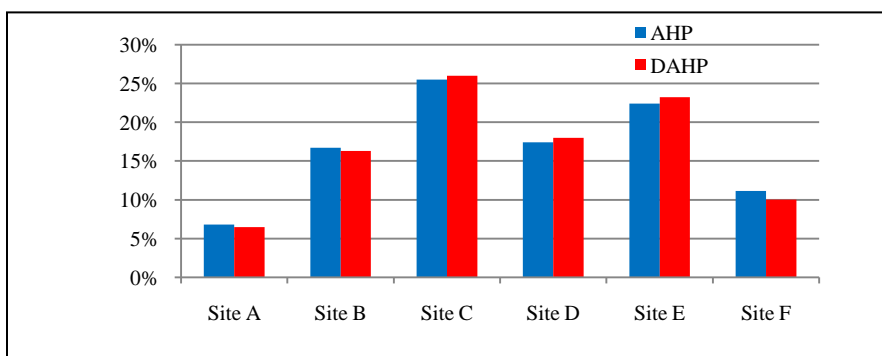 AHP
DAHP
30%
25%
20%
15%
10%
5%
0%
Site A Site B Site C Site D Site E Site F